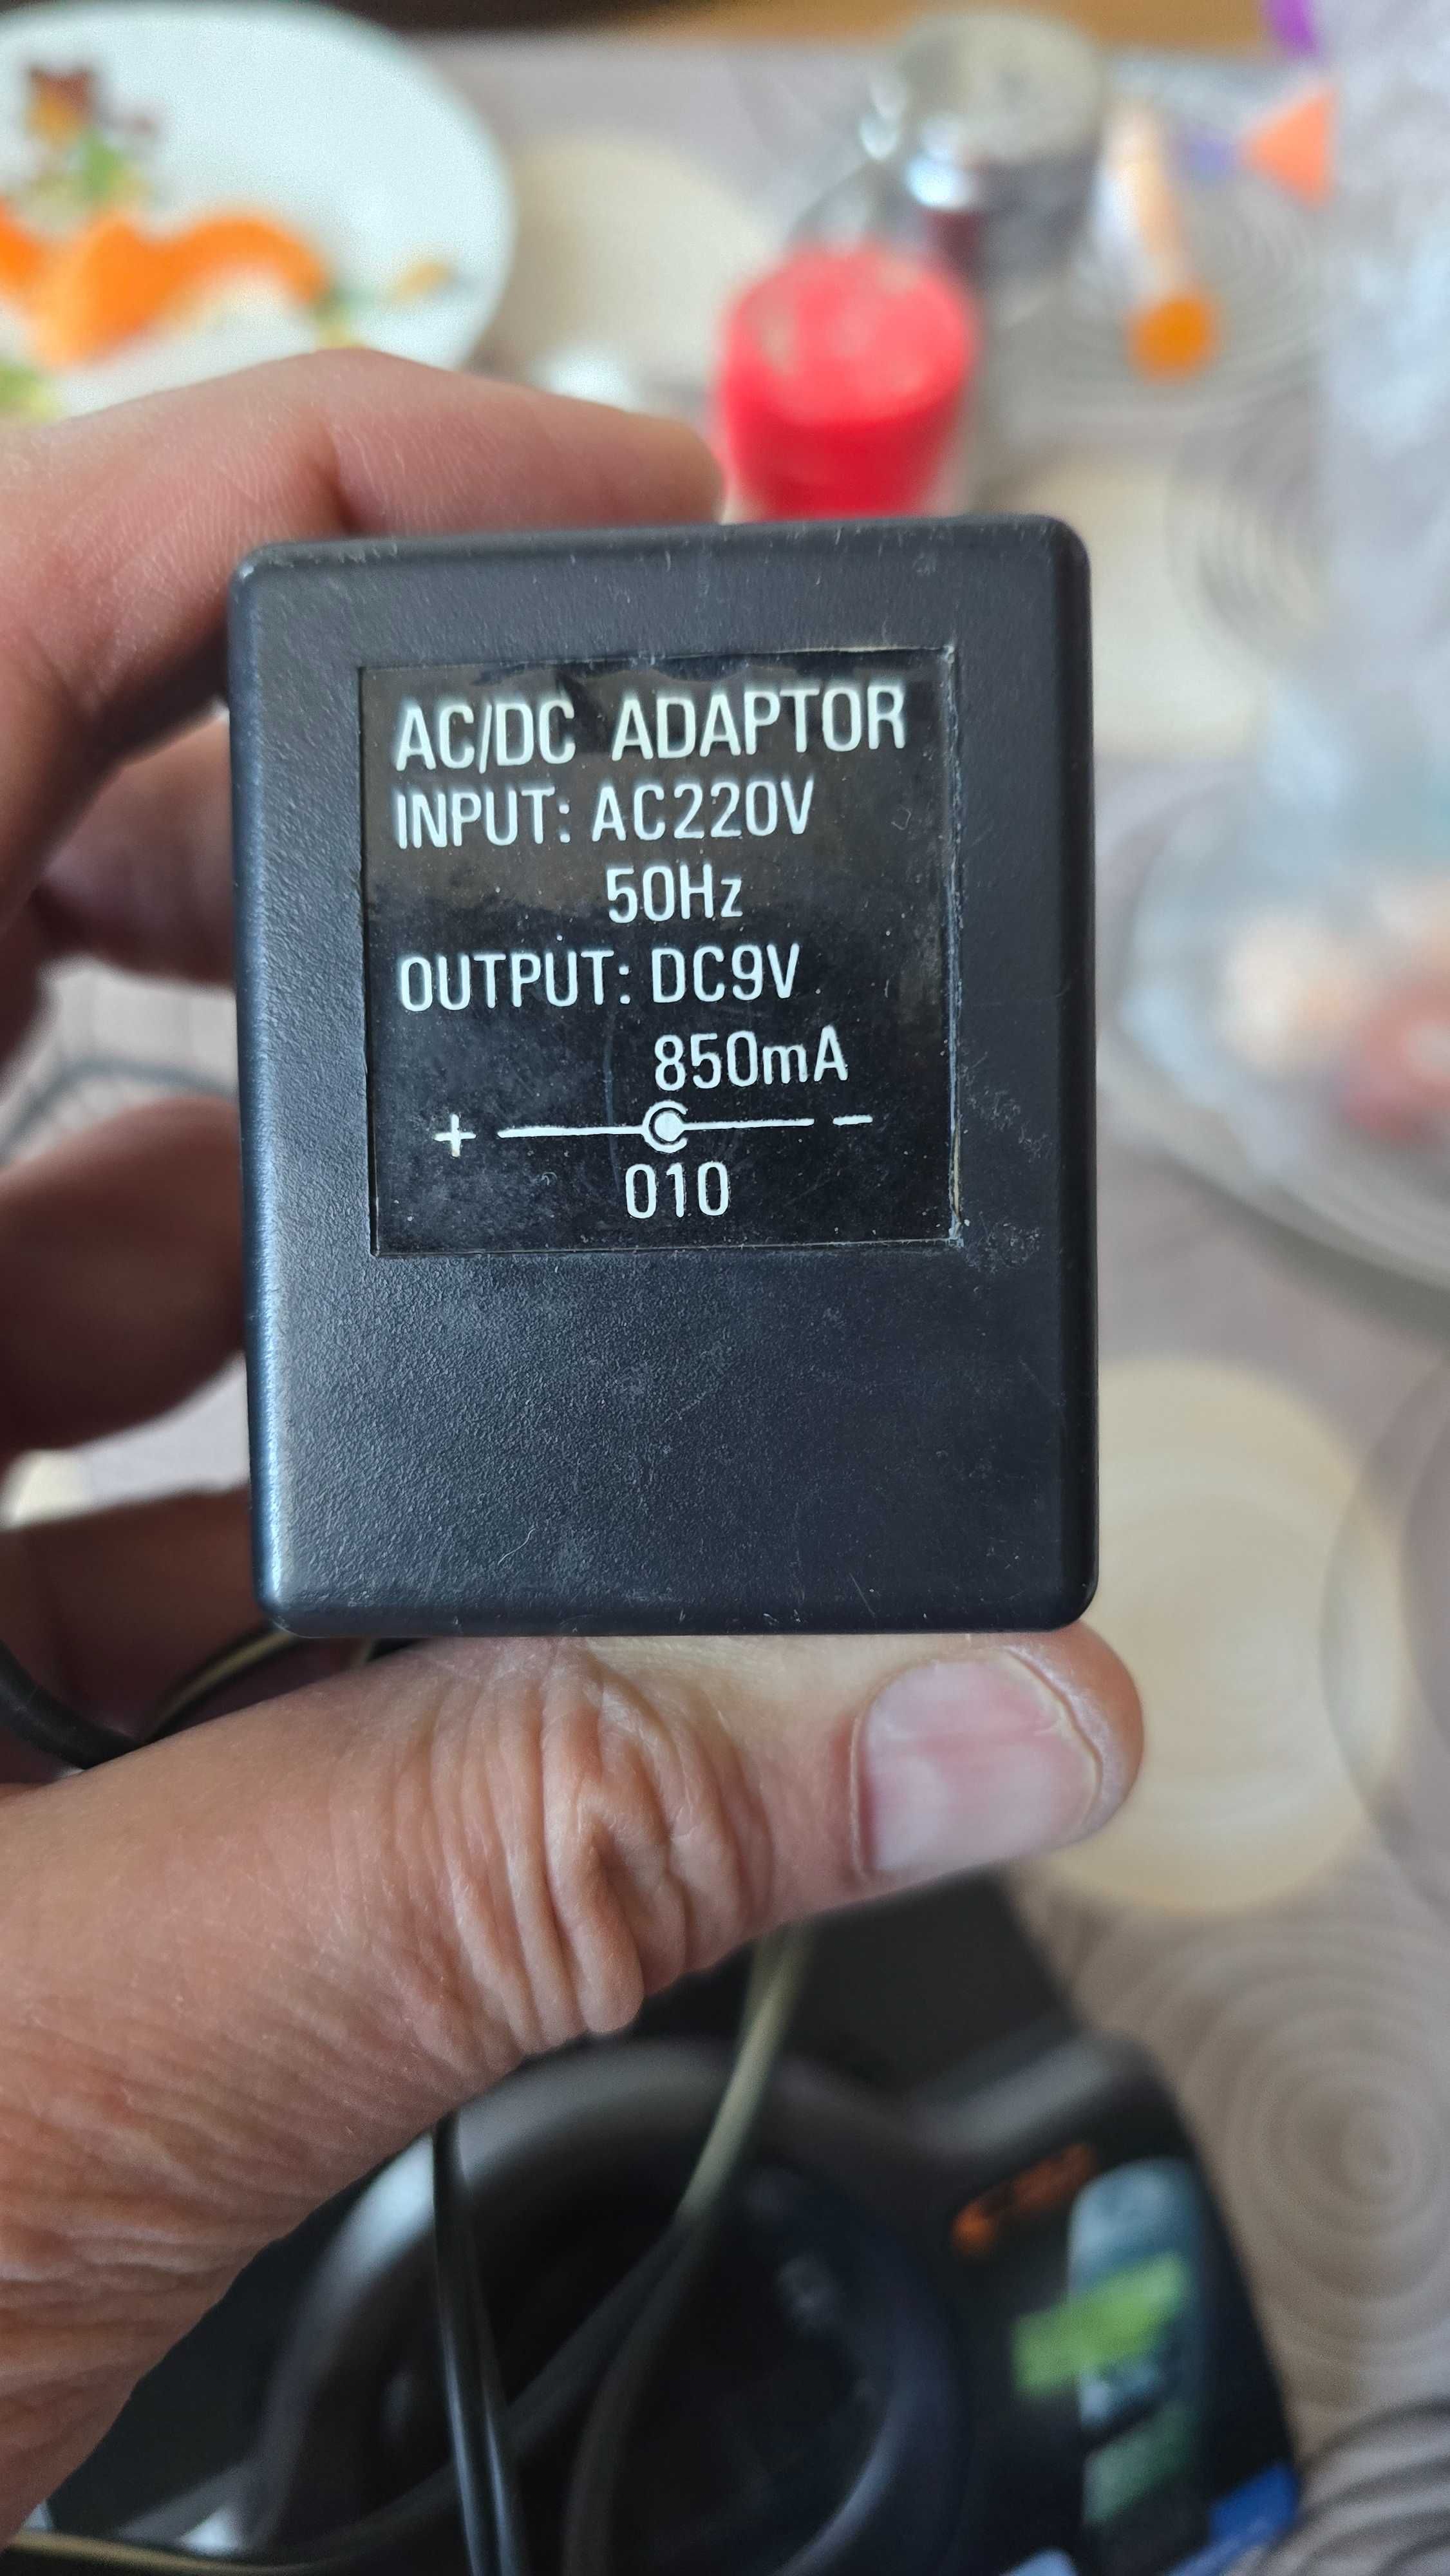 AC/DC ADAPTOR
INPUT: AC220V
50Hz
OUTPUT: DC9V
850mA
+ −
010